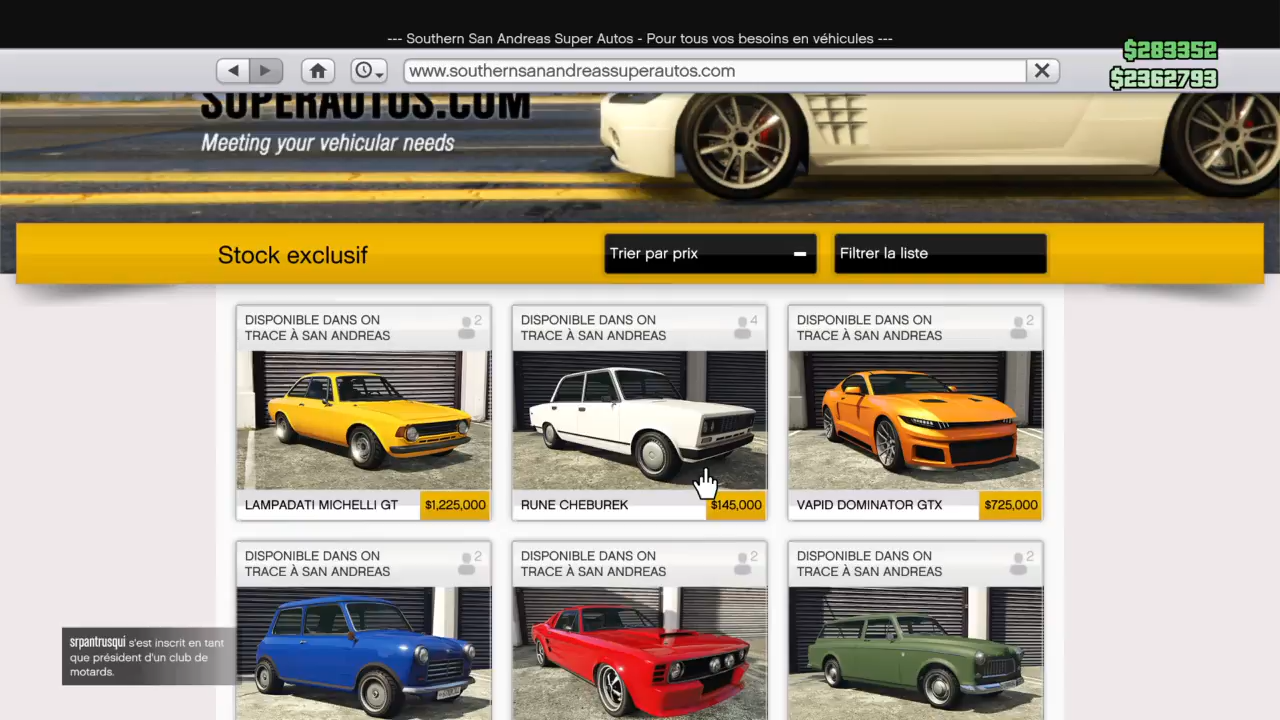 --- Southern San Andreas Super Autos - Pour tous vos besoins en véhicules ---
$283352
www.southernsanandreassuperautos.com
$2362793
SUPERAUTOS.COM
Meeting your vehicular needs
Stock exclusif
Trier par prix
Filtrer la liste
DISPONIBLE DANS ON
TRACE À SAN ANDREAS
2
LAMPADATI MICHELLI GT
$1,225,000
DISPONIBLE DANS ON
TRACE À SAN ANDREAS
4
RUNE CHEBUREK
$145,000
DISPONIBLE DANS ON
TRACE À SAN ANDREAS
2
VAPID DOMINATOR GTX
$725,000
DISPONIBLE DANS ON
TRACE À SAN ANDREAS
2
DISPONIBLE DANS ON
TRACE À SAN ANDREAS
2
DISPONIBLE DANS ON
TRACE À SAN ANDREAS
2
srpantrusqui s'est inscrit en tant
que président d'un club de
motards.